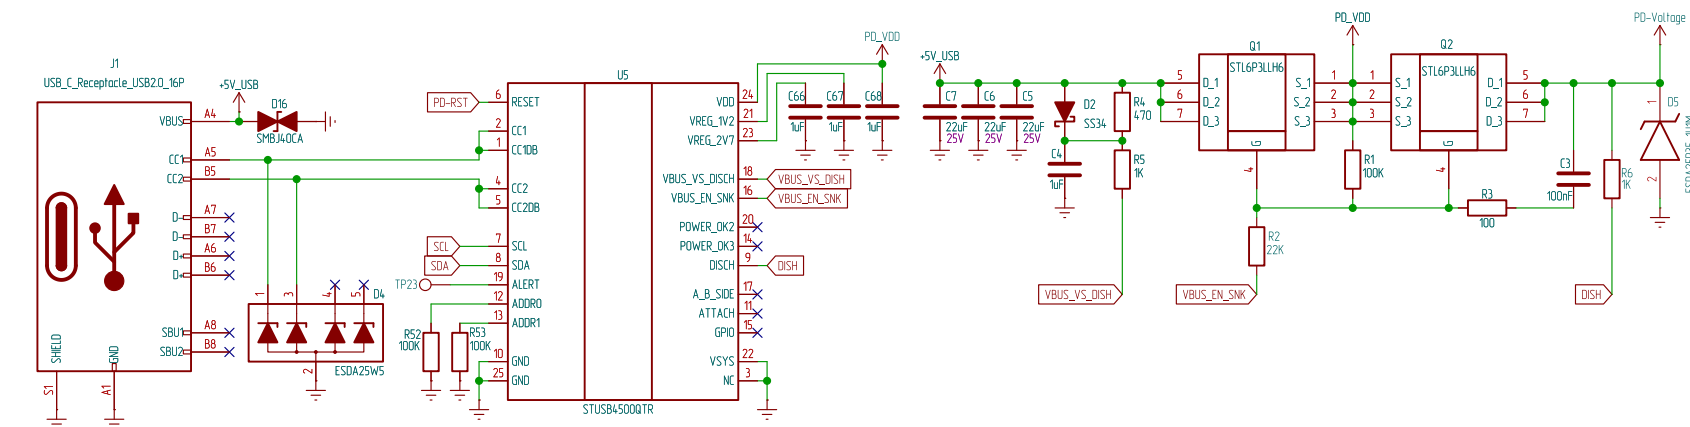 J1
USB_C_Receptacle_USB2.0_16P
VBUS A4
CC1 A5
CC2 B5
D- A7
D- B7
D+ A6
D+ B6
SBU1 A8
SBU2 B8
SHIELD
GND
S1
A1
+5V_USB
D16
SMBJ40CA
1
3
4
5
D4
2
ESDA25W5
PD-RST
SCL
SDA
TP23
R52
100K
R53
100K
U5
6 RESET
2 CC1
1 CC1DB
4 CC2
5 CC2DB
7 SCL
8 SDA
19 ALERT
12 ADDR0
13 ADDR1
10 GND
25 GND
VDD 24
VREG_1V2 21
VREG_2V7 23
VBUS_VS_DISCH 18
VBUS_EN_SNK 16
POWER_OK2 20
POWER_OK3 14
DISCH 9
A_B_SIDE 17
ATTACH 11
GPIO 15
VSYS 22
NC 3
STUSB4500QTR
VBUS_VS_DISH
VBUS_EN_SNK
DISH
PD_VDD
C66
1uF
C67
1uF
C68
1uF
+5V_USB
C7
22uF
25V
C6
22uF
25V
C5
22uF
25V
D2
SS34
C4
1uF
R4
470
R5
1K
VBUS_VS_DISH
Q1
STL6P3LLH6
5 D_1
6 D_2
7 D_3
S_1 1
S_2 2
S_3 3
G
4
R2
22K
VBUS_EN_SNK
PD_VDD
R1
100K
Q2
STL6P3LLH6
1 S_1
2 S_2
3 S_3
D_1 5
D_2 6
D_3 7
G
4
R3
100
C3
100nF
R6
1K
DISH
PD-Voltage
D5
1
2